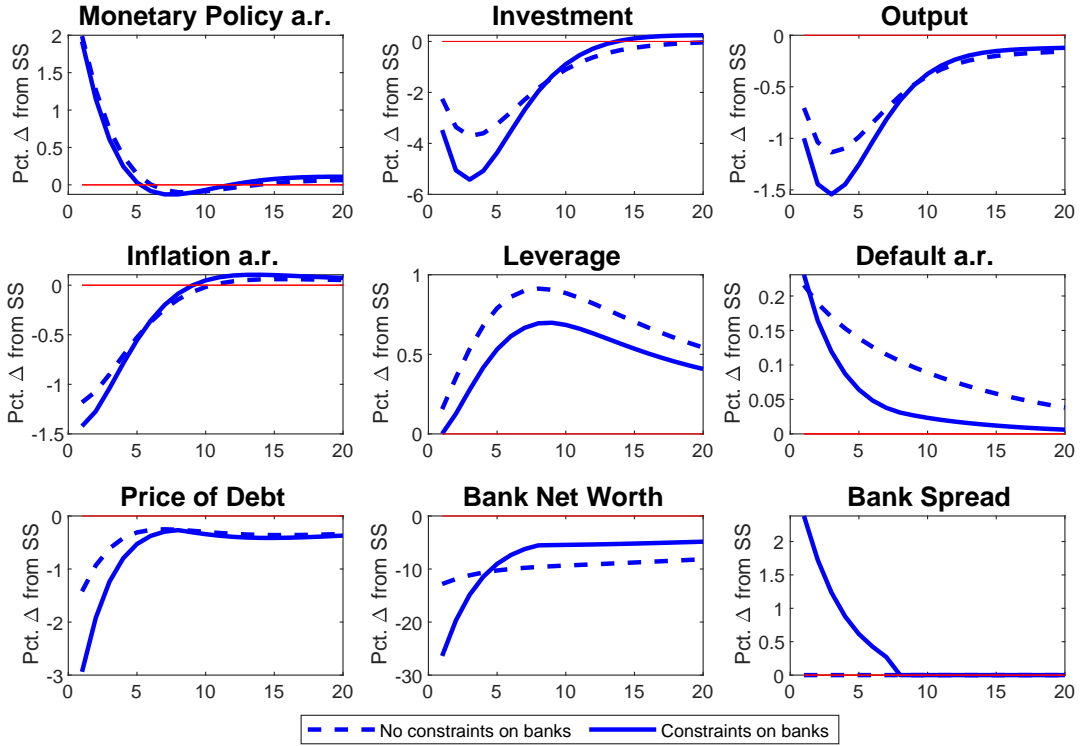 Monetary Policy a.r.
Pct. Δ from SS
2
1.5
1
0.5
0
0 5 10 15 20
Investment
0
-2
-4
-6
0 5 10 15 20
Output
Pct. Δ from SS
0
-0.5
-1
-1.5
0 5 10 15 20
Inflation a.r.
Pct. Δ from SS
0
-0.5
-1
-1.5
0 5 10 15 20
Leverage
Pct. Δ from SS
1
0.5
0
0 5 10 15 20
Default a.r.
Pct. Δ from SS
0.2
0.15
0.1
0.05
0
0 5 10 15 20
Price of Debt
Pct. Δ from SS
0
-1
-2
-3
0 5 10 15 20
Bank Net Worth
Pct. Δ from SS
0
-10
-20
-30
0 5 10 15 20
Bank Spread
Pct. Δ from SS
2
1.5
1
0.5
0
0 5 10 15 20
No constraints on banks Constraints on banks